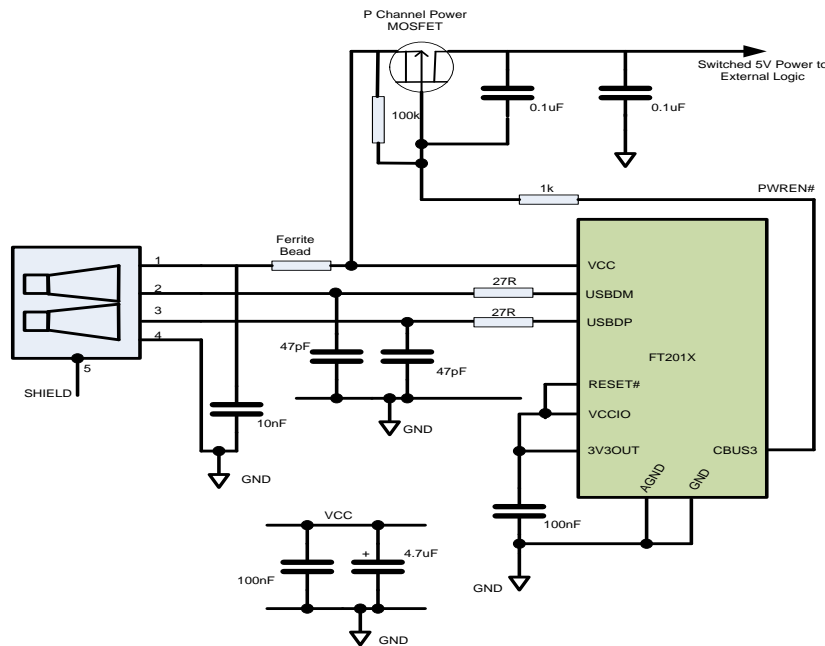 P Channel Power
MOSFET
Switched 5V Power to
External Logic
0.1uF
0.1uF
100k
1k
PWREN#
Ferrite
Bead
1
2
3
4
5
SHIELD
27R
27R
VCC
USBDM
USBDP
FT201X
RESET#
VCCIO
3V3OUT
CBUS3
AGND
GND
47pF
47pF
GND
10nF
GND
100nF
GND
VCC
100nF
+
4.7uF
GND